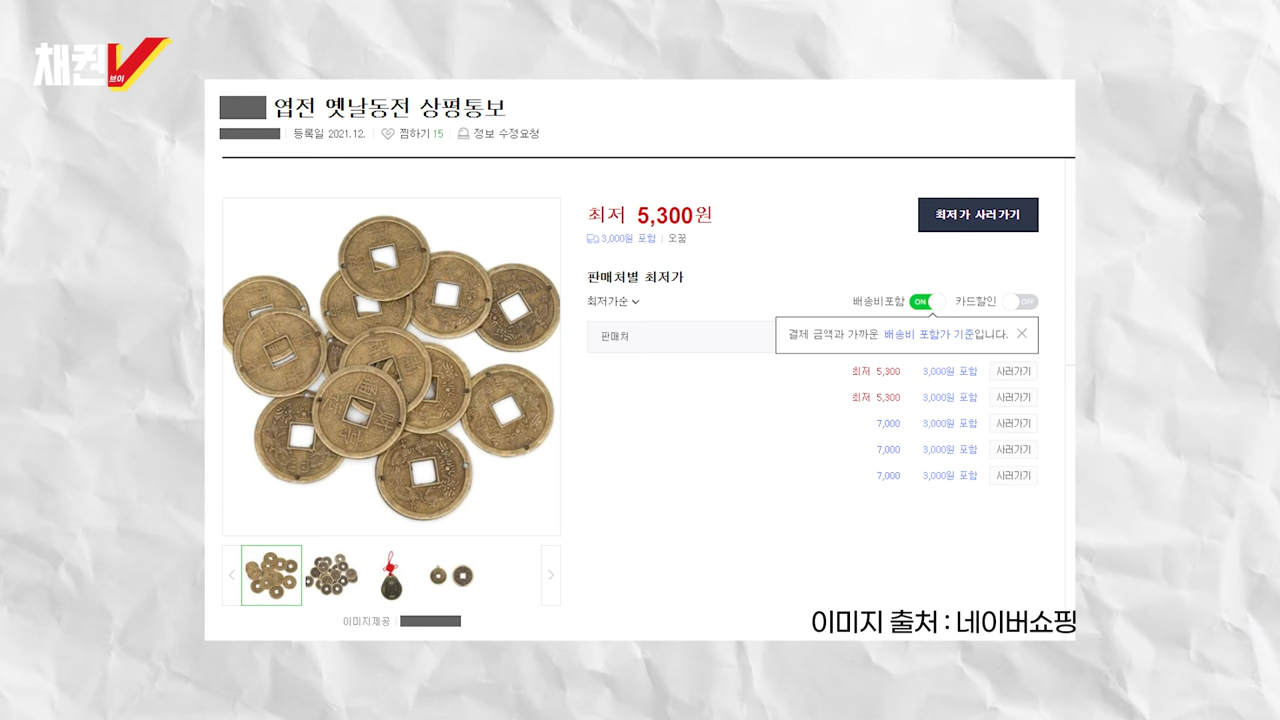 채권V
브이
엽전 옛날동전 상평통보
등록일 2021.12. 찜하기 15 정보 수정요청
최저 5,300원
최저가 사러가기
3,000원 포함 오꿈
판매처별 최저가
최저가순
배송비포함 ON 카드할인 OFF
판매처
결제 금액과 가까운 배송비 포함가 기준입니다.
최저 5,300 3,000원 포함 사러가기
최저 5,300 3,000원 포함 사러가기
7,000 3,000원 포함 사러가기
7,000 3,000원 포함 사러가기
7,000 3,000원 포함 사러가기
이미지제공
이미지 출처 : 네이버쇼핑